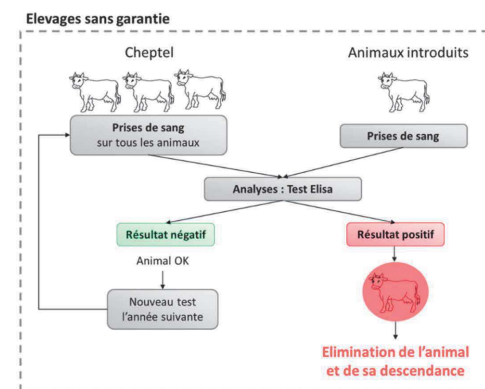 Elevages sans garantie
Cheptel
Animaux introduits
Prises de sang
sur tous les animaux
Prises de sang
Analyses : Test Elisa
Résultat négatif
Résultat positif
Animal OK
Nouveau test
l'année suivante
Elimination de l'animal
et de sa descendance